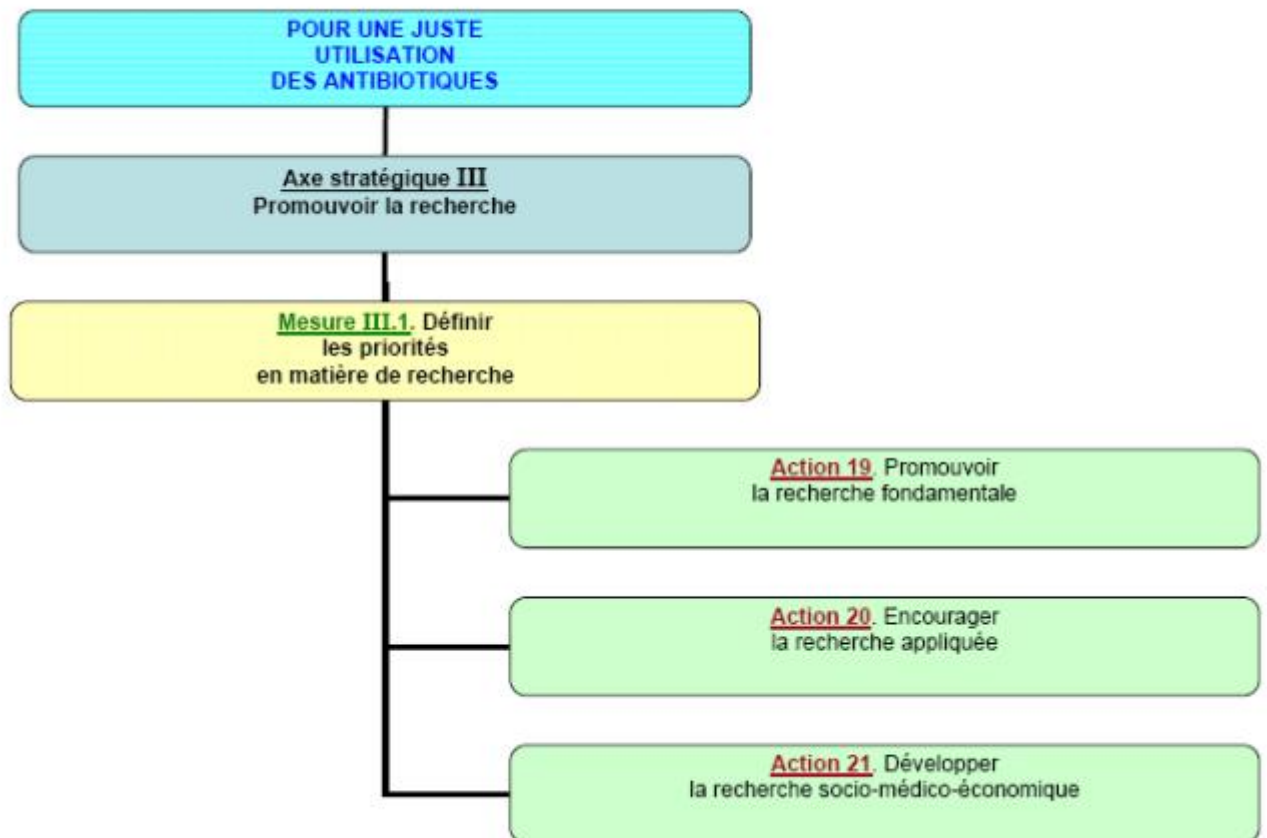 POUR UNE JUSTE
UTILISATION
DES ANTIBIOTIQUES
Axe stratégique III
Promouvoir la recherche
Mesure III.1. Définir
les priorités
en matière de recherche
Action 19. Promouvoir
la recherche fondamentale
Action 20. Encourager
la recherche appliquée
Action 21. Développer
la recherche socio-médico-économique